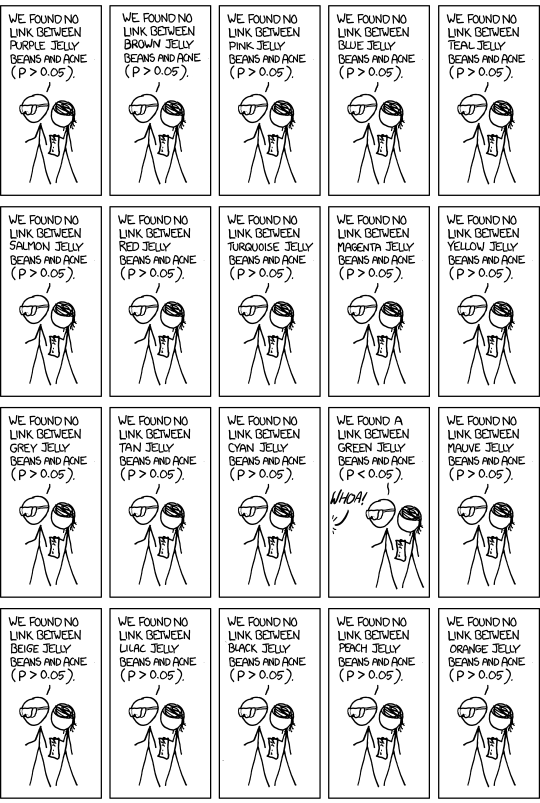 WE FOUND NO
LINK BETWEEN
PURPLE JELLY
BEANS AND ACNE
(P > 0.05).
WE FOUND NO
LINK BETWEEN
BROWN JELLY
BEANS AND ACNE
(P > 0.05).
WE FOUND NO
LINK BETWEEN
PINK JELLY
BEANS AND ACNE
(P > 0.05).
WE FOUND NO
LINK BETWEEN
BLUE JELLY
BEANS AND ACNE
(P > 0.05).
WE FOUND NO
LINK BETWEEN
TEAL JELLY
BEANS AND ACNE
(P > 0.05).
WE FOUND NO
LINK BETWEEN
SALMON JELLY
BEANS AND ACNE
(P > 0.05).
WE FOUND NO
LINK BETWEEN
RED JELLY
BEANS AND ACNE
(P > 0.05).
WE FOUND NO
LINK BETWEEN
TURQUOISE JELLY
BEANS AND ACNE
(P > 0.05).
WE FOUND NO
LINK BETWEEN
MAGENTA JELLY
BEANS AND ACNE
(P > 0.05).
WE FOUND NO
LINK BETWEEN
YELLOW JELLY
BEANS AND ACNE
(P > 0.05).
WE FOUND NO
LINK BETWEEN
GREY JELLY
BEANS AND ACNE
(P > 0.05).
WE FOUND NO
LINK BETWEEN
TAN JELLY
BEANS AND ACNE
(P > 0.05).
WE FOUND NO
LINK BETWEEN
CYAN JELLY
BEANS AND ACNE
(P > 0.05).
WE FOUND A
LINK BETWEEN
GREEN JELLY
BEANS AND ACNE
(P < 0.05).
WHOA!
WE FOUND NO
LINK BETWEEN
MAUVE JELLY
BEANS AND ACNE
(P > 0.05).
WE FOUND NO
LINK BETWEEN
BEIGE JELLY
BEANS AND ACNE
(P > 0.05).
WE FOUND NO
LINK BETWEEN
LILAC JELLY
BEANS AND ACNE
(P > 0.05).
WE FOUND NO
LINK BETWEEN
BLACK JELLY
BEANS AND ACNE
(P > 0.05).
WE FOUND NO
LINK BETWEEN
PEACH JELLY
BEANS AND ACNE
(P > 0.05).
WE FOUND NO
LINK BETWEEN
ORANGE JELLY
BEANS AND ACNE
(P > 0.05).